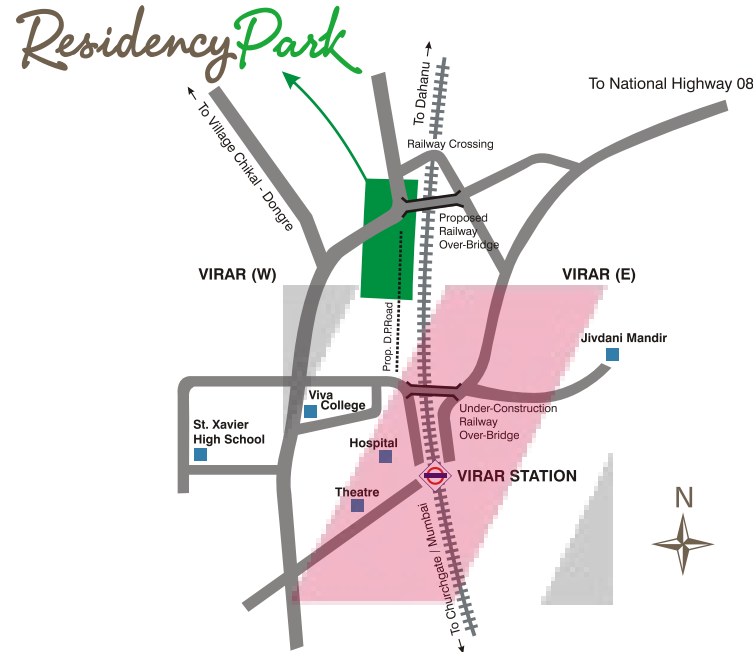 ResidencyPark
To Dahanu
To National Highway 08
To Village Chikal - Dongre
Railway Crossing
Proposed
Railway
Over-Bridge
VIRAR (W)
VIRAR (E)
Prop. D.P.Road
Jivdani Mandir
Viva
College
Under-Construction
Railway
Over-Bridge
St. Xavier
High School
Hospital
VIRAR STATION
Theatre
To Churchgate / Mumbai
N